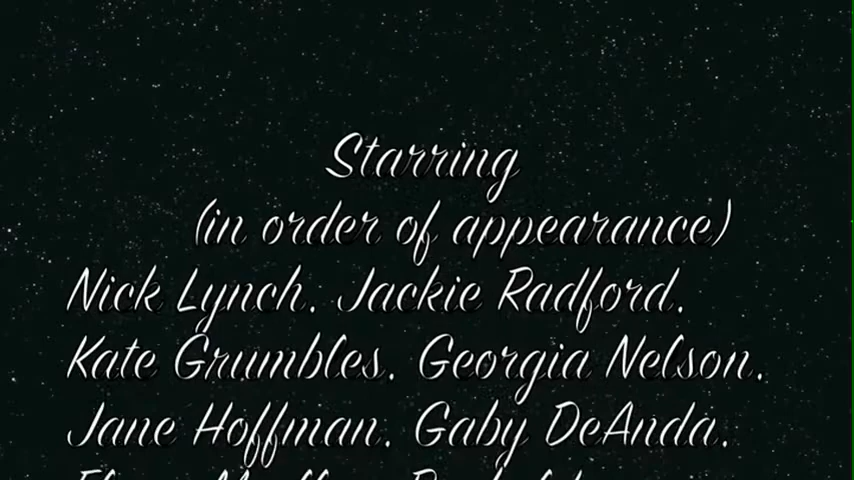 Starring
(in order of appearance)
Nick Lynch, Jackie Radford,
Kate Grumbles, Georgia Nelson,
Jane Hoffman, Gaby DeAnda,